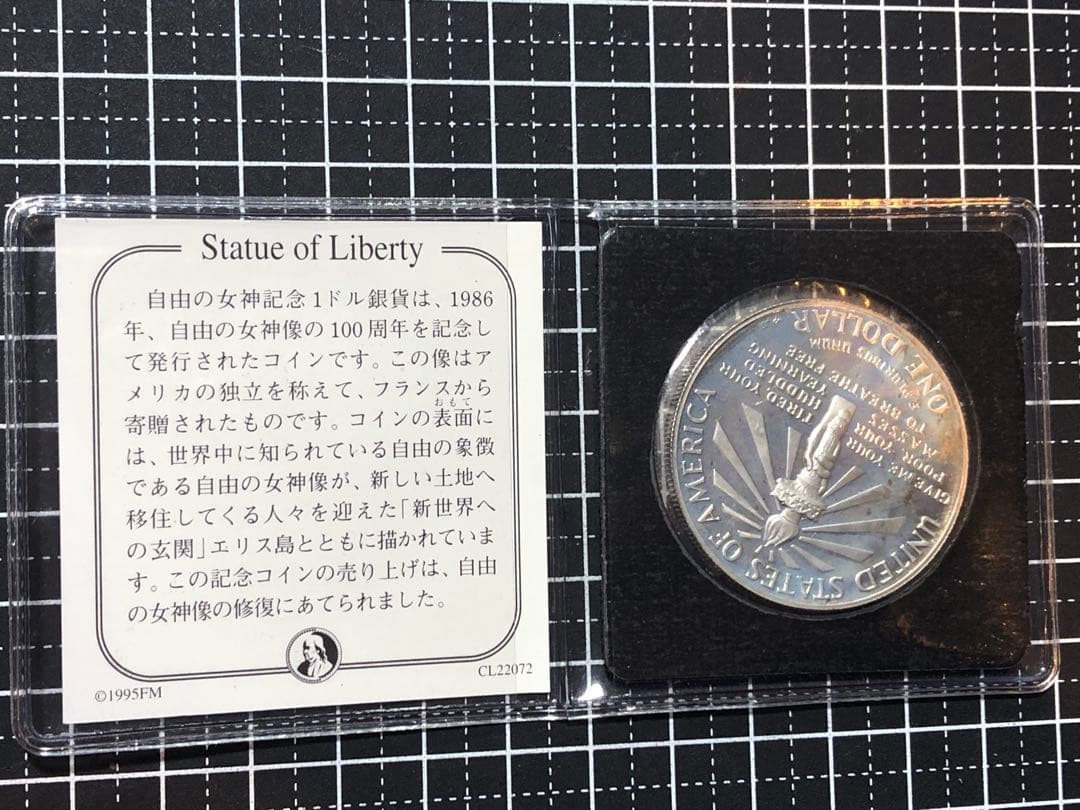 Statue of Liberty
自由の女神記念1ドル銀貨は、1986
年、自由の女神像の100周年を記念し
て発行されたコインです。この像はア
メリカの独立を称えて、フランスから
おもて
寄贈されたものです。コインの表面に
は、世界中に知られている自由の象徴
である自由の女神像が、新しい土地へ
移住してくる人々を迎えた「新世界へ
の玄関」エリス島とともに描かれていま
す。この記念コインの売り上げは、自由
の女神像の修復にあてられました。
©1995FM
CL22072
UNITED STATES OF AMERICA
GIVE ME YOUR
TIRED YOUR
POOR YOUR
HUDDLED
MASSES
YEARNING
TO
BREATHE FREE
E PLURIBUS UNUM
ONE DOLLAR